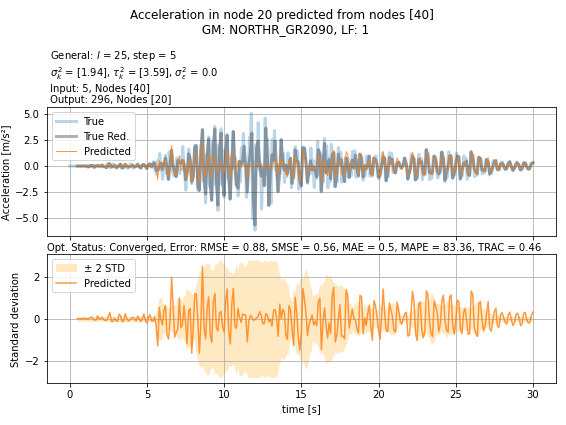 Acceleration in node 20 predicted from nodes [40]
GM: NORTHR_GR2090, LF: 1
General: l = 25, step = 5
σ²ₖ = [1.94], τ²ₖ = [3.59], σ²ε = 0.0
Input: 5, Nodes [40]
Output: 296, Nodes [20]
Acceleration [m/s²]
5.0
2.5
0.0
−2.5
−5.0
True
True Red.
Predicted
Opt. Status: Converged, Error: RMSE = 0.88, SMSE = 0.56, MAE = 0.5, MAPE = 83.36, TRAC = 0.46
Standard deviation
2
0
−2
± 2 STD
Predicted
0 5 10 15 20 25 30
time [s]